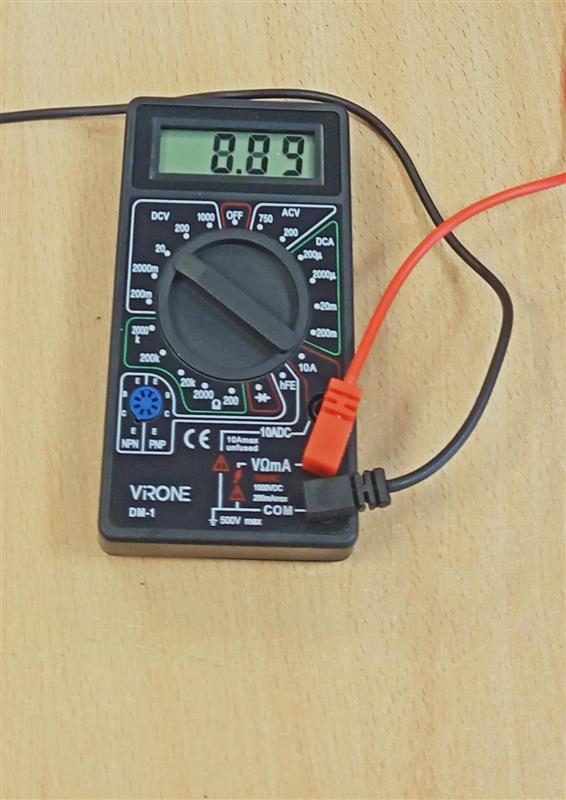 8.89
DCV 1000 OFF 750 ACV
200 200 DCA
20 200µ
2000m 2000µ
200m 20m
2000k 200m
200k 10A
20k 2000 Ω 200 hFE
E E
B B
C C
E E
NPN PNP
CE
10ADC
10Amax
unfused
VΩmA
750VAC
1000VDC
200mAmax
COM
500V max
ViRONE
DM-1